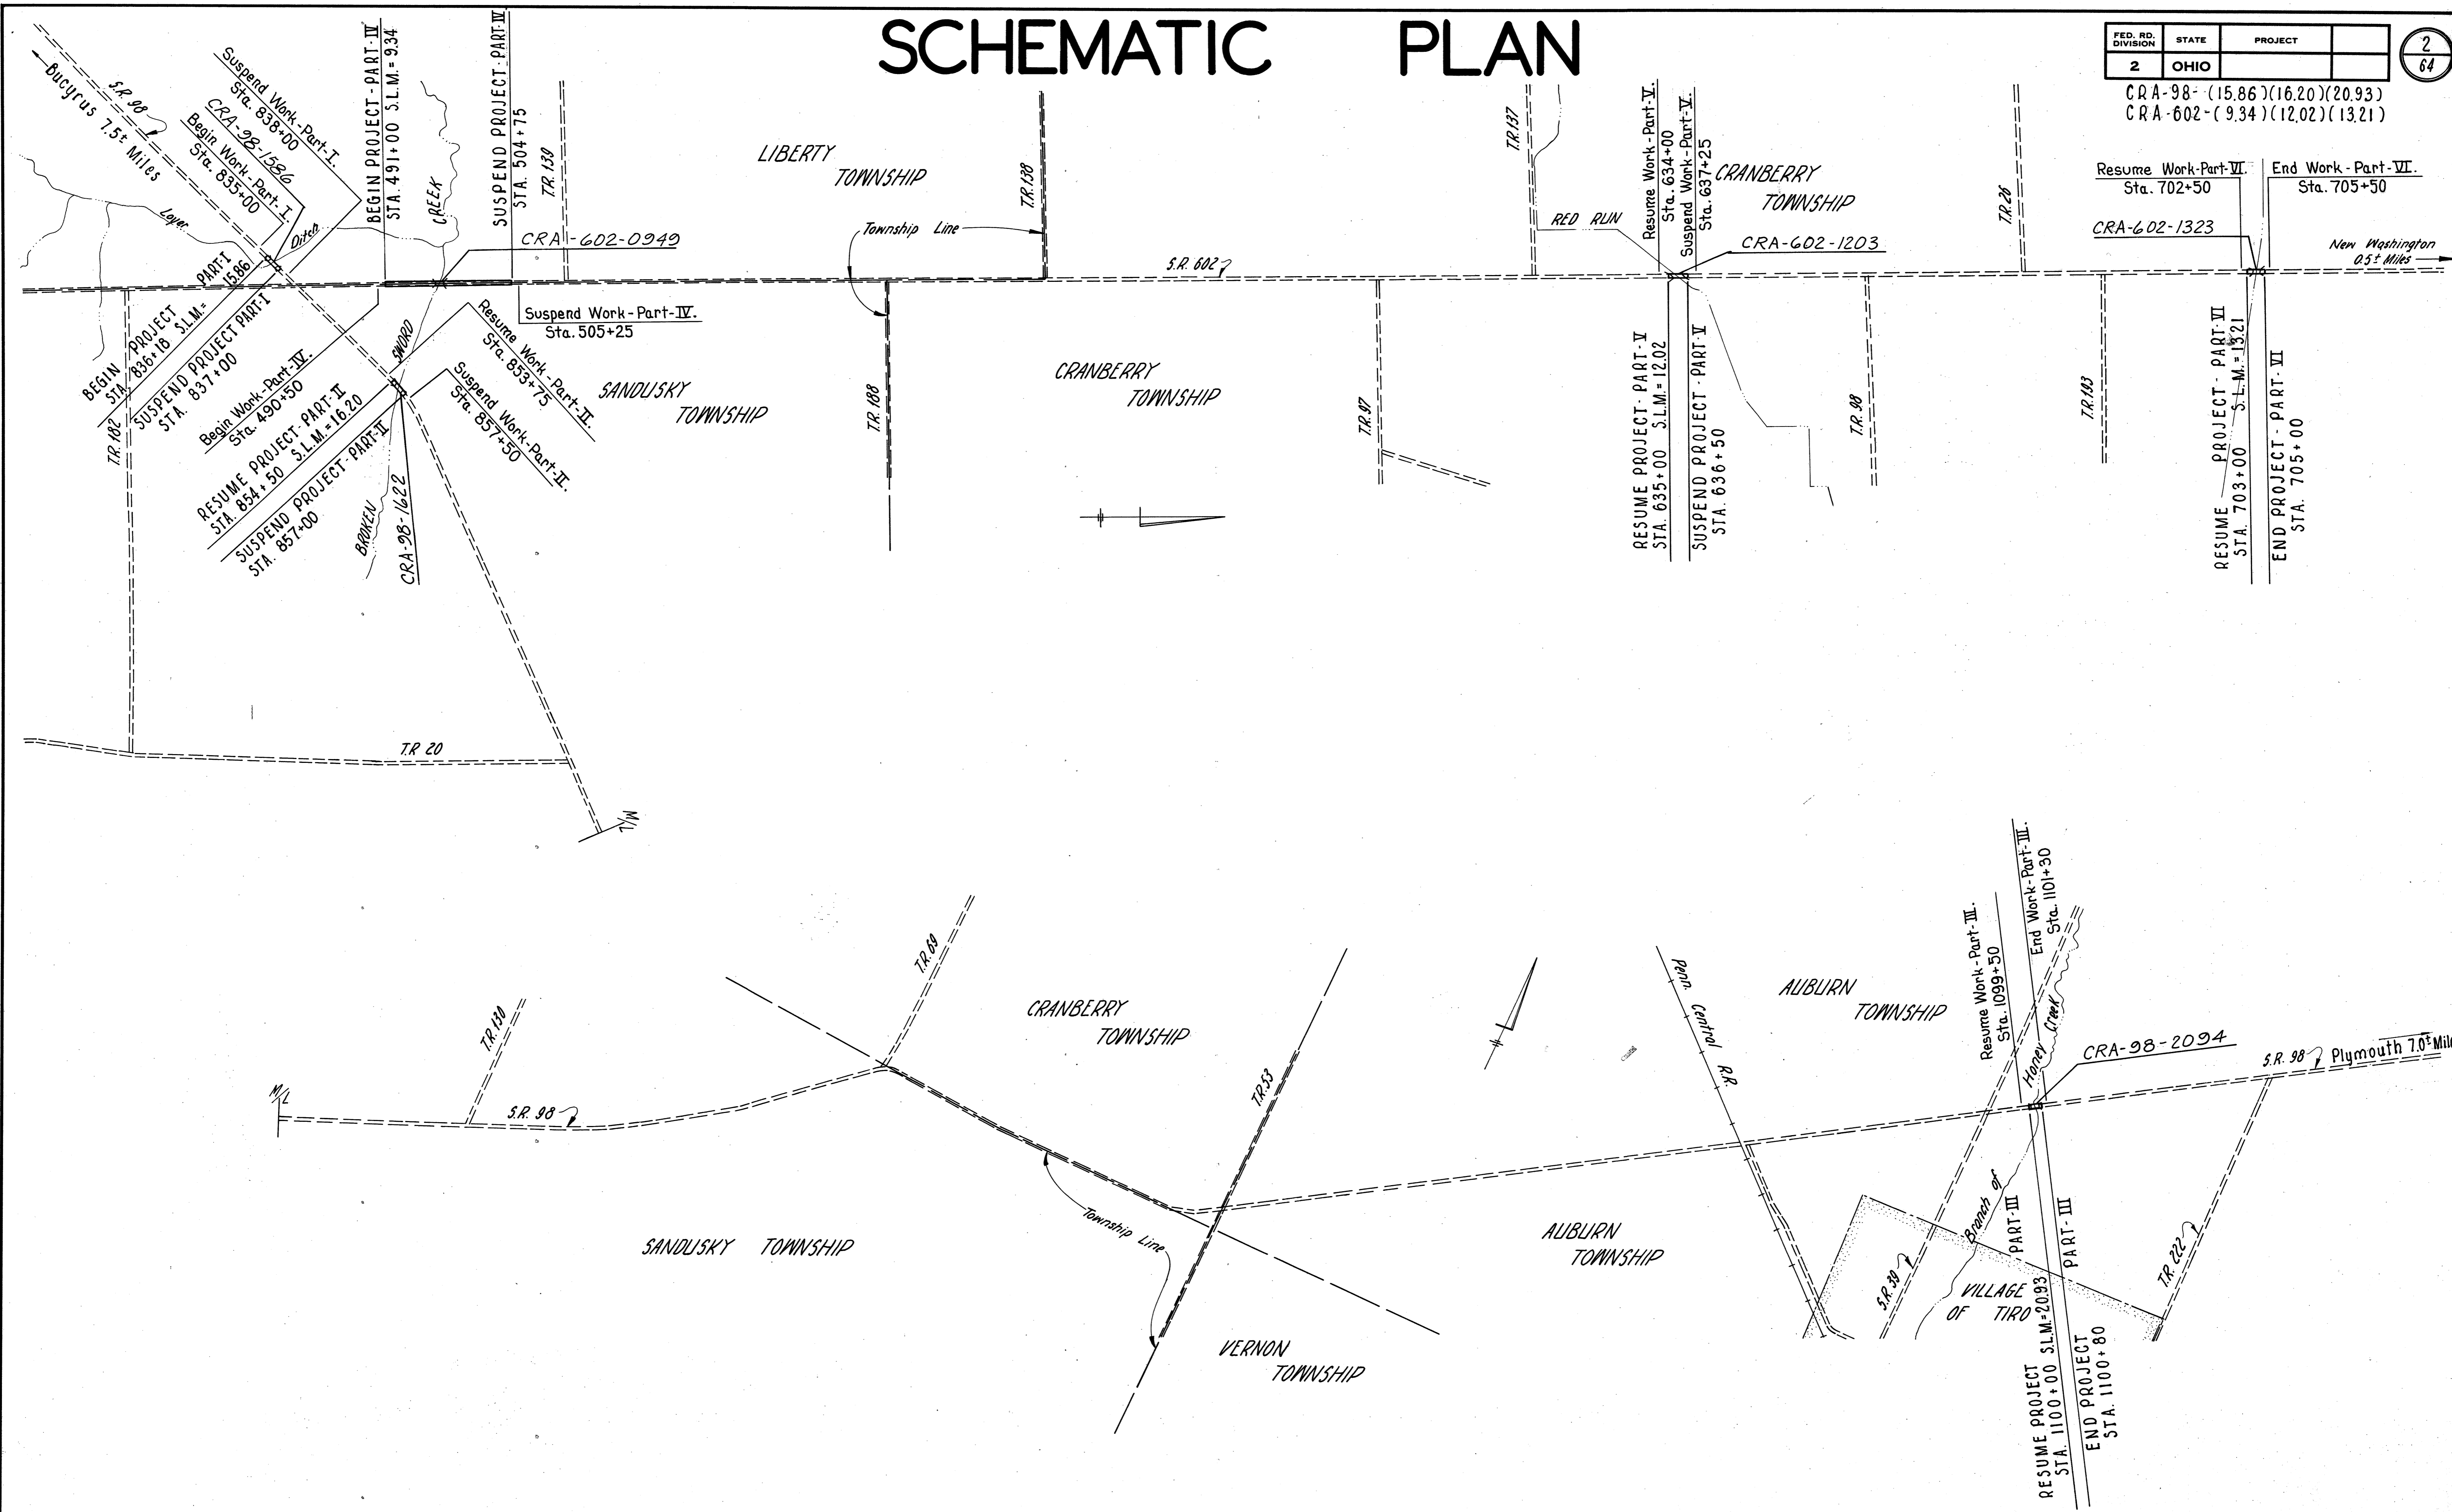 SCHEMATIC PLAN
FED. RD. DIVISION STATE PROJECT
2 OHIO
2
64
CRA-98-(15.86)(16.20)(20.93)
CRA-602-(9.34)(12.02)(13.21)
Bucyrus 7.5± Miles
S.R. 98
Suspend Work-Part-I.
Sta. 838+00
CRA-98-1586
Begin Work-Part-I.
Sta. 835+00
Loyer
Ditch
BEGIN PROJECT PART-I
STA. 836+18 S.L.M.= 15.86
SUSPEND PROJECT PART-I
STA. 837+00
BEGIN PROJECT-PART-IV
STA. 491+00 S.L.M.=9.34
CREEK
SUSPEND PROJECT-PART-IV
STA. 504+75
T.R. 139
CRA-602-0949
LIBERTY
TOWNSHIP
Township Line
T.R. 138
S.R. 602
T.R. 137
RED RUN
Resume Work-Part-V.
Sta. 634+00
Suspend Work-Part-V.
Sta. 637+25
CRANBERRY
TOWNSHIP
CRA-602-1203
T.R. 26
Resume Work-Part-VI.
Sta. 702+50
End Work-Part-VI.
Sta. 705+50
CRA-602-1323
New Washington
0.5± Miles
T.R. 182
Begin Work-Part-IV.
Sta. 490+50
Suspend Work-Part-IV.
Sta. 505+25
SWORD
Resume Work-Part-II.
Sta. 853+75
Suspend Work-Part-II.
Sta. 857+50
RESUME PROJECT-PART-II
STA. 854+50 S.L.M.=16.20
SUSPEND PROJECT-PART-II
STA. 857+00
BROKEN
CRA-98-1622
SANDUSKY
TOWNSHIP
T.R. 188
CRANBERRY
TOWNSHIP
T.R. 97
RESUME PROJECT-PART-V
STA. 635+00 S.L.M.=12.02
SUSPEND PROJECT-PART-V
STA. 636+50
T.R. 98
T.R. 193
RESUME PROJECT-PART-VI
STA. 703+00 S.L.M.=13.21
END PROJECT-PART-VI
STA. 705+00
T.R 20
M/L
M/L
T.R. 130
S.R. 98
T.R. 69
CRANBERRY
TOWNSHIP
T.R. 53
Township Line
SANDUSKY TOWNSHIP
VERNON
TOWNSHIP
Penn. Central R.R.
AUBURN
TOWNSHIP
AUBURN
TOWNSHIP
Resume Work-Part-III.
Sta. 1099+50
End Work-Part-III.
Sta. 1101+30
Honey Creek
CRA-98-2094
S.R. 98
Plymouth 7.0± Mile
Branch of
S.R. 39
VILLAGE
OF TIRO
T.R. 222
RESUME PROJECT PART-III
STA. 1100+00 S.L.M.=20.93
END PROJECT PART-III
STA. 1100+80